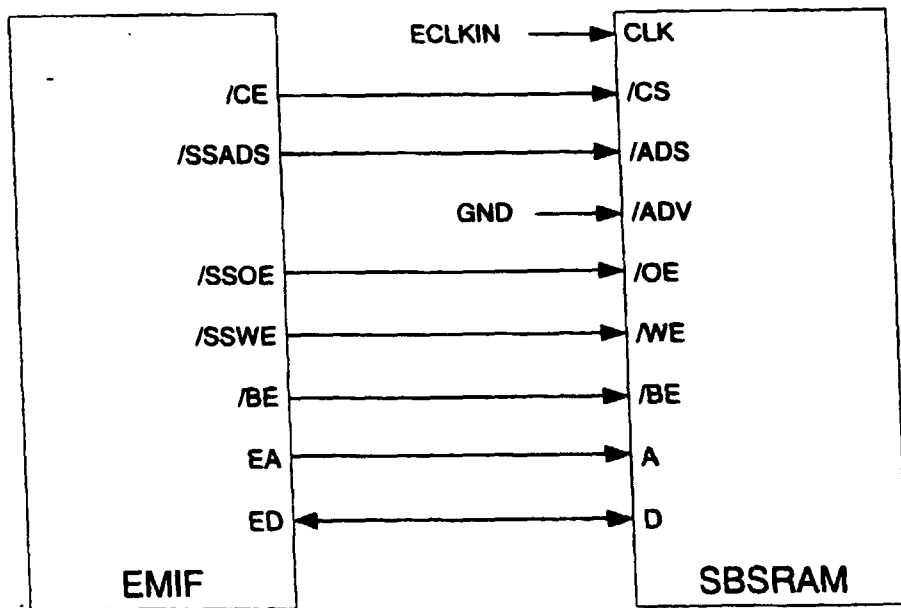 ECLKIN CLK
/CE /CS
/SSADS /ADS
GND /ADV
/SSOE /OE
/SSWE /WE
/BE /BE
EA A
ED D
EMIF SBSRAM